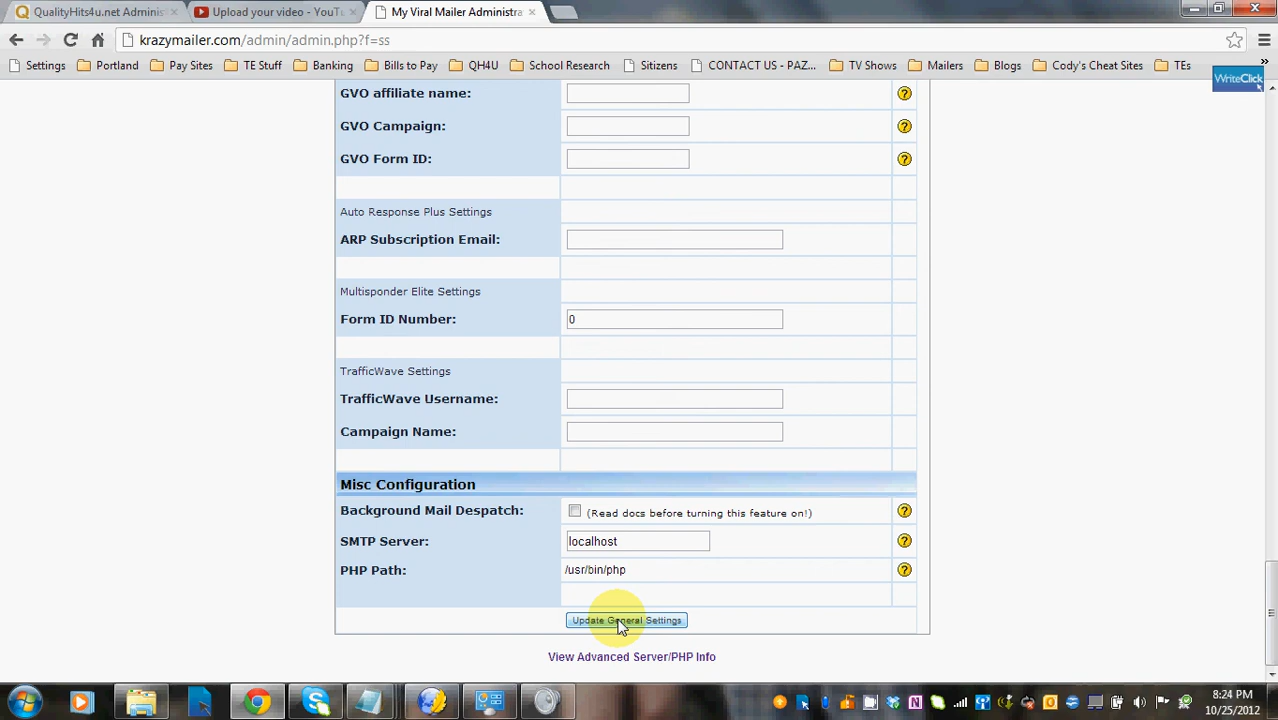 QualityHits4u.net Adminis
Upload your video - YouTu
My Viral Mailer Administra
krazymailer.com/admin/admin.php?f=ss
Settings Portland Pay Sites TE Stuff Banking Bills to Pay QH4U School Research Sitizens CONTACT US - PAZ... TV Shows Mailers Blogs Cody's Cheat Sites TEs
WriteClick
GVO affiliate name:
GVO Campaign:
GVO Form ID:
Auto Response Plus Settings
ARP Subscription Email:
Multisponder Elite Settings
Form ID Number: 0
TrafficWave Settings
TrafficWave Username:
Campaign Name:
Misc Configuration
Background Mail Despatch: (Read docs before turning this feature on!)
SMTP Server: localhost
PHP Path: /usr/bin/php
Update General Settings
View Advanced Server/PHP Info
8:24 PM
10/25/2012